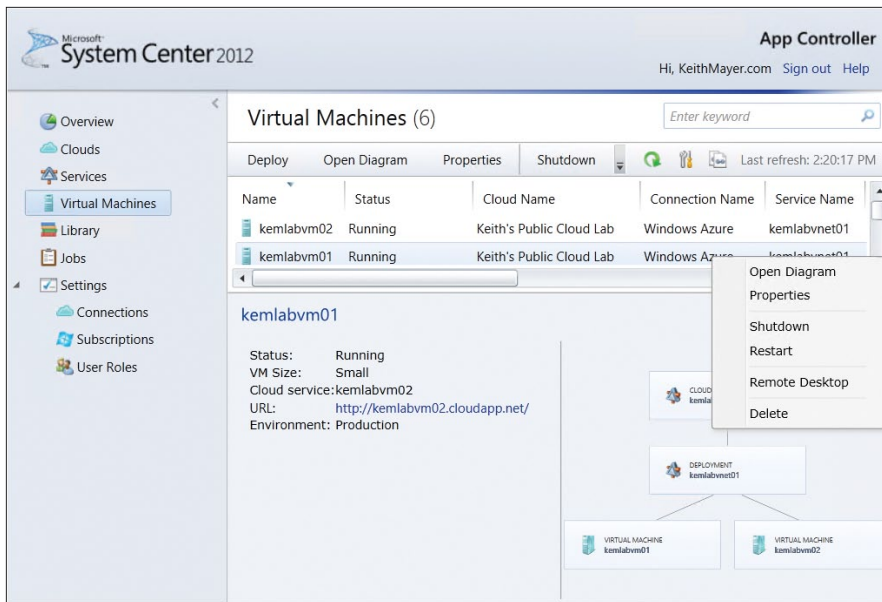 Microsoft
System Center 2012
App Controller
Hi, KeithMayer.com Sign out Help
Overview
Clouds
Services
Virtual Machines
Library
Jobs
Settings
Connections
Subscriptions
User Roles
Virtual Machines (6)
Enter keyword
Deploy Open Diagram Properties Shutdown Last refresh: 2:20:17 PM
Name Status Cloud Name Connection Name Service Name
kemlabvm02 Running Keith's Public Cloud Lab Windows Azure kemlabvnet01
kemlabvm01 Running Keith's Public Cloud Lab Windows Azure kemlabvnet01
Open Diagram
Properties
Shutdown
Restart
Remote Desktop
Delete
kemlabvm01
Status: Running
VM Size: Small
Cloud service: kemlabvm02
URL: http://kemlabvm02.cloudapp.net/
Environment: Production
CLOUD
DEPLOYMENT
kemlabvnet01
VIRTUAL MACHINE
kemlabvm01
VIRTUAL MACHINE
kemlabvm02